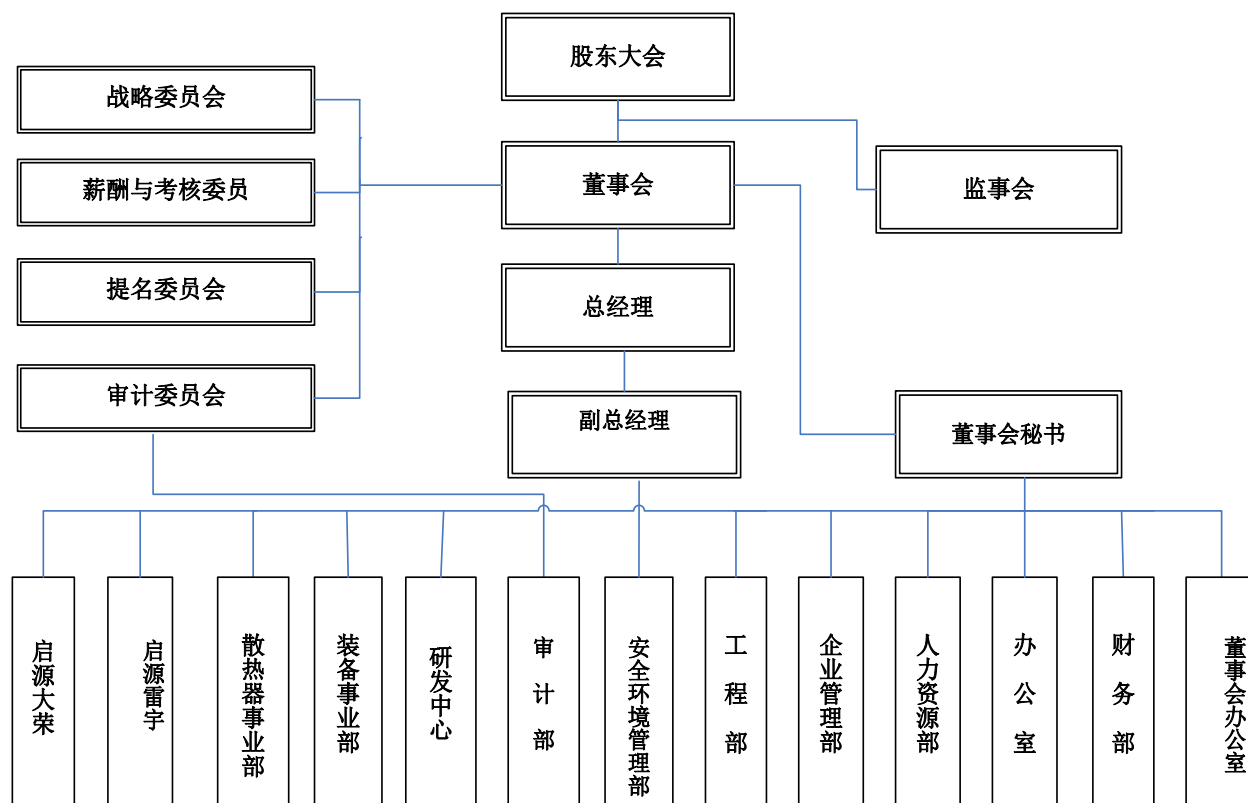 股东大会
战略委员会
薪酬与考核委员
董事会
监事会
提名委员会
总经理
审计委员会
副总经理
董事会秘书
启源大荣
启源雷宇
散热器事业部
装备事业部
研发中心
审计部
安全环境管理部
工程部
企业管理部
人力资源部
办公室
财务部
董事会办公室